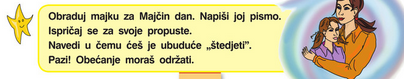 Obraduj majku za Majčin dan. Napiši joj pismo.
Ispričaj se za svoje propuste.
Navedi u čemu ćeš je ubuduće „štedjeti”.
Pazi! Obećanje moraš održati.